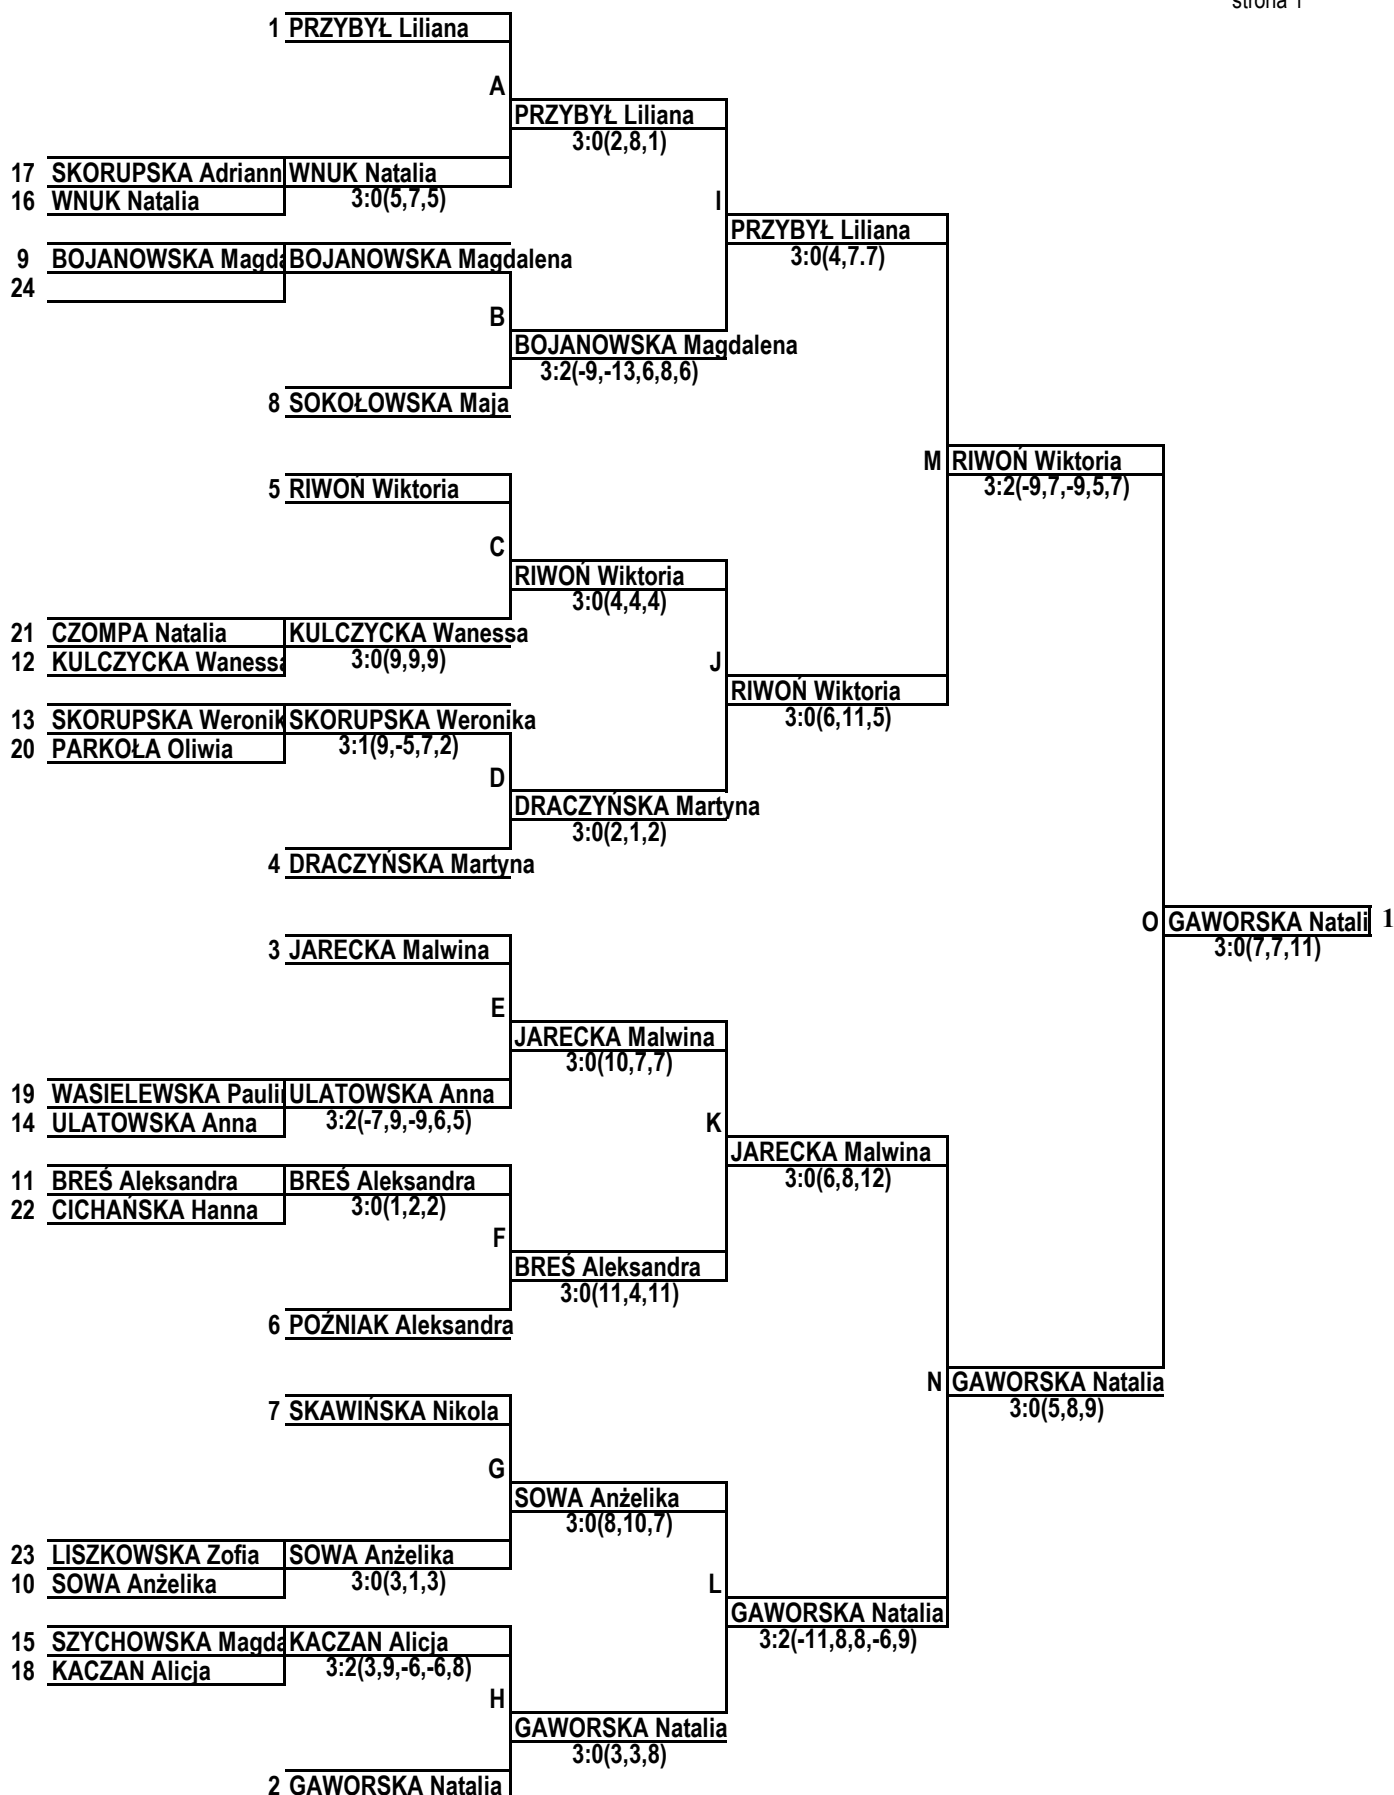 strona 1
1 PRZYBYŁ Liliana
A
PRZYBYŁ Liliana
3:0(2,8,1)
17 SKORUPSKA Adriann WNUK Natalia
16 WNUK Natalia 3:0(5,7,5)
I
PRZYBYŁ Liliana
3:0(4,7.7)
9 BOJANOWSKA Magda BOJANOWSKA Magdalena
24
B
BOJANOWSKA Magdalena
3:2(-9,-13,6,8,6)
8 SOKOŁOWSKA Maja
M RIWOŃ Wiktoria
3:2(-9,7,-9,5,7)
5 RIWOŃ Wiktoria
C
RIWOŃ Wiktoria
3:0(4,4,4)
21 CZOMPA Natalia KULCZYCKA Wanessa
12 KULCZYCKA Wanessa 3:0(9,9,9)
J
RIWOŃ Wiktoria
3:0(6,11,5)
13 SKORUPSKA Weronik SKORUPSKA Weronika
20 PARKOŁA Oliwia 3:1(9,-5,7,2)
D
DRACZYŃSKA Martyna
3:0(2,1,2)
4 DRACZYŃSKA Martyna
O GAWORSKA Natali 1
3:0(7,7,11)
3 JARECKA Malwina
E
JARECKA Malwina
3:0(10,7,7)
19 WASIELEWSKA Paulin ULATOWSKA Anna
14 ULATOWSKA Anna 3:2(-7,9,-9,6,5)
K
JARECKA Malwina
3:0(6,8,12)
11 BREŚ Aleksandra BREŚ Aleksandra
22 CICHAŃSKA Hanna 3:0(1,2,2)
F
BREŚ Aleksandra
3:0(11,4,11)
6 POŹNIAK Aleksandra
N GAWORSKA Natalia
3:0(5,8,9)
7 SKAWIŃSKA Nikola
G
SOWA Anżelika
3:0(8,10,7)
23 LISZKOWSKA Zofia SOWA Anżelika
10 SOWA Anżelika 3:0(3,1,3)
L
GAWORSKA Natalia
3:2(-11,8,8,-6,9)
15 SZYCHOWSKA Magda KACZAN Alicja
18 KACZAN Alicja 3:2(3,9,-6,-6,8)
H
GAWORSKA Natalia
3:0(3,3,8)
2 GAWORSKA Natalia